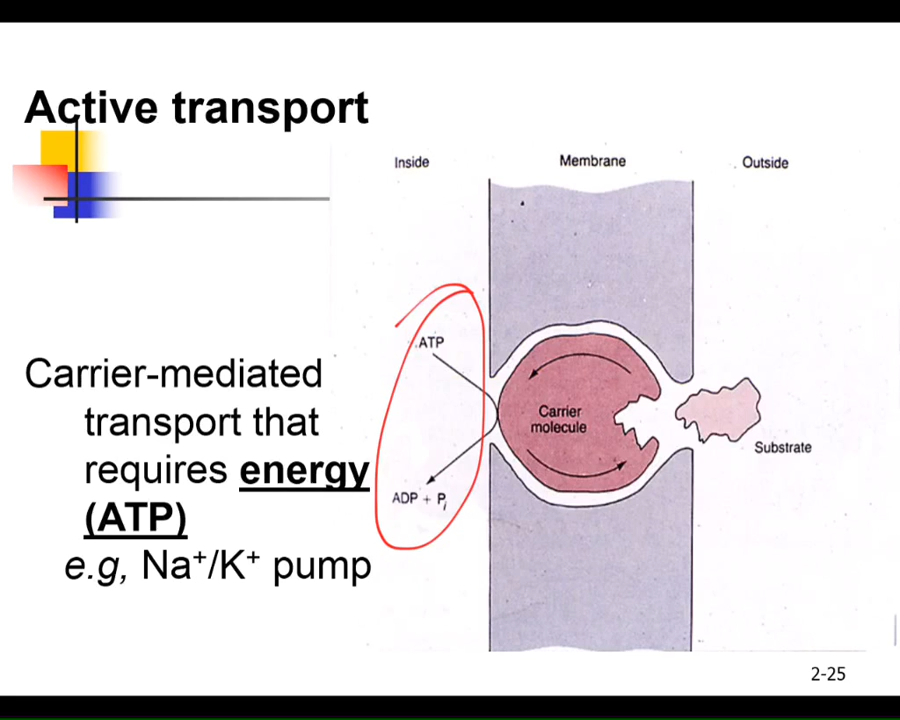 Active transport
Inside
Membrane
Outside
ATP
Carrier-mediated
transport that
requires energy
(ATP)
e.g, Na⁺/K⁺ pump
Carrier
molecule
Substrate
ADP + Pi
2-25